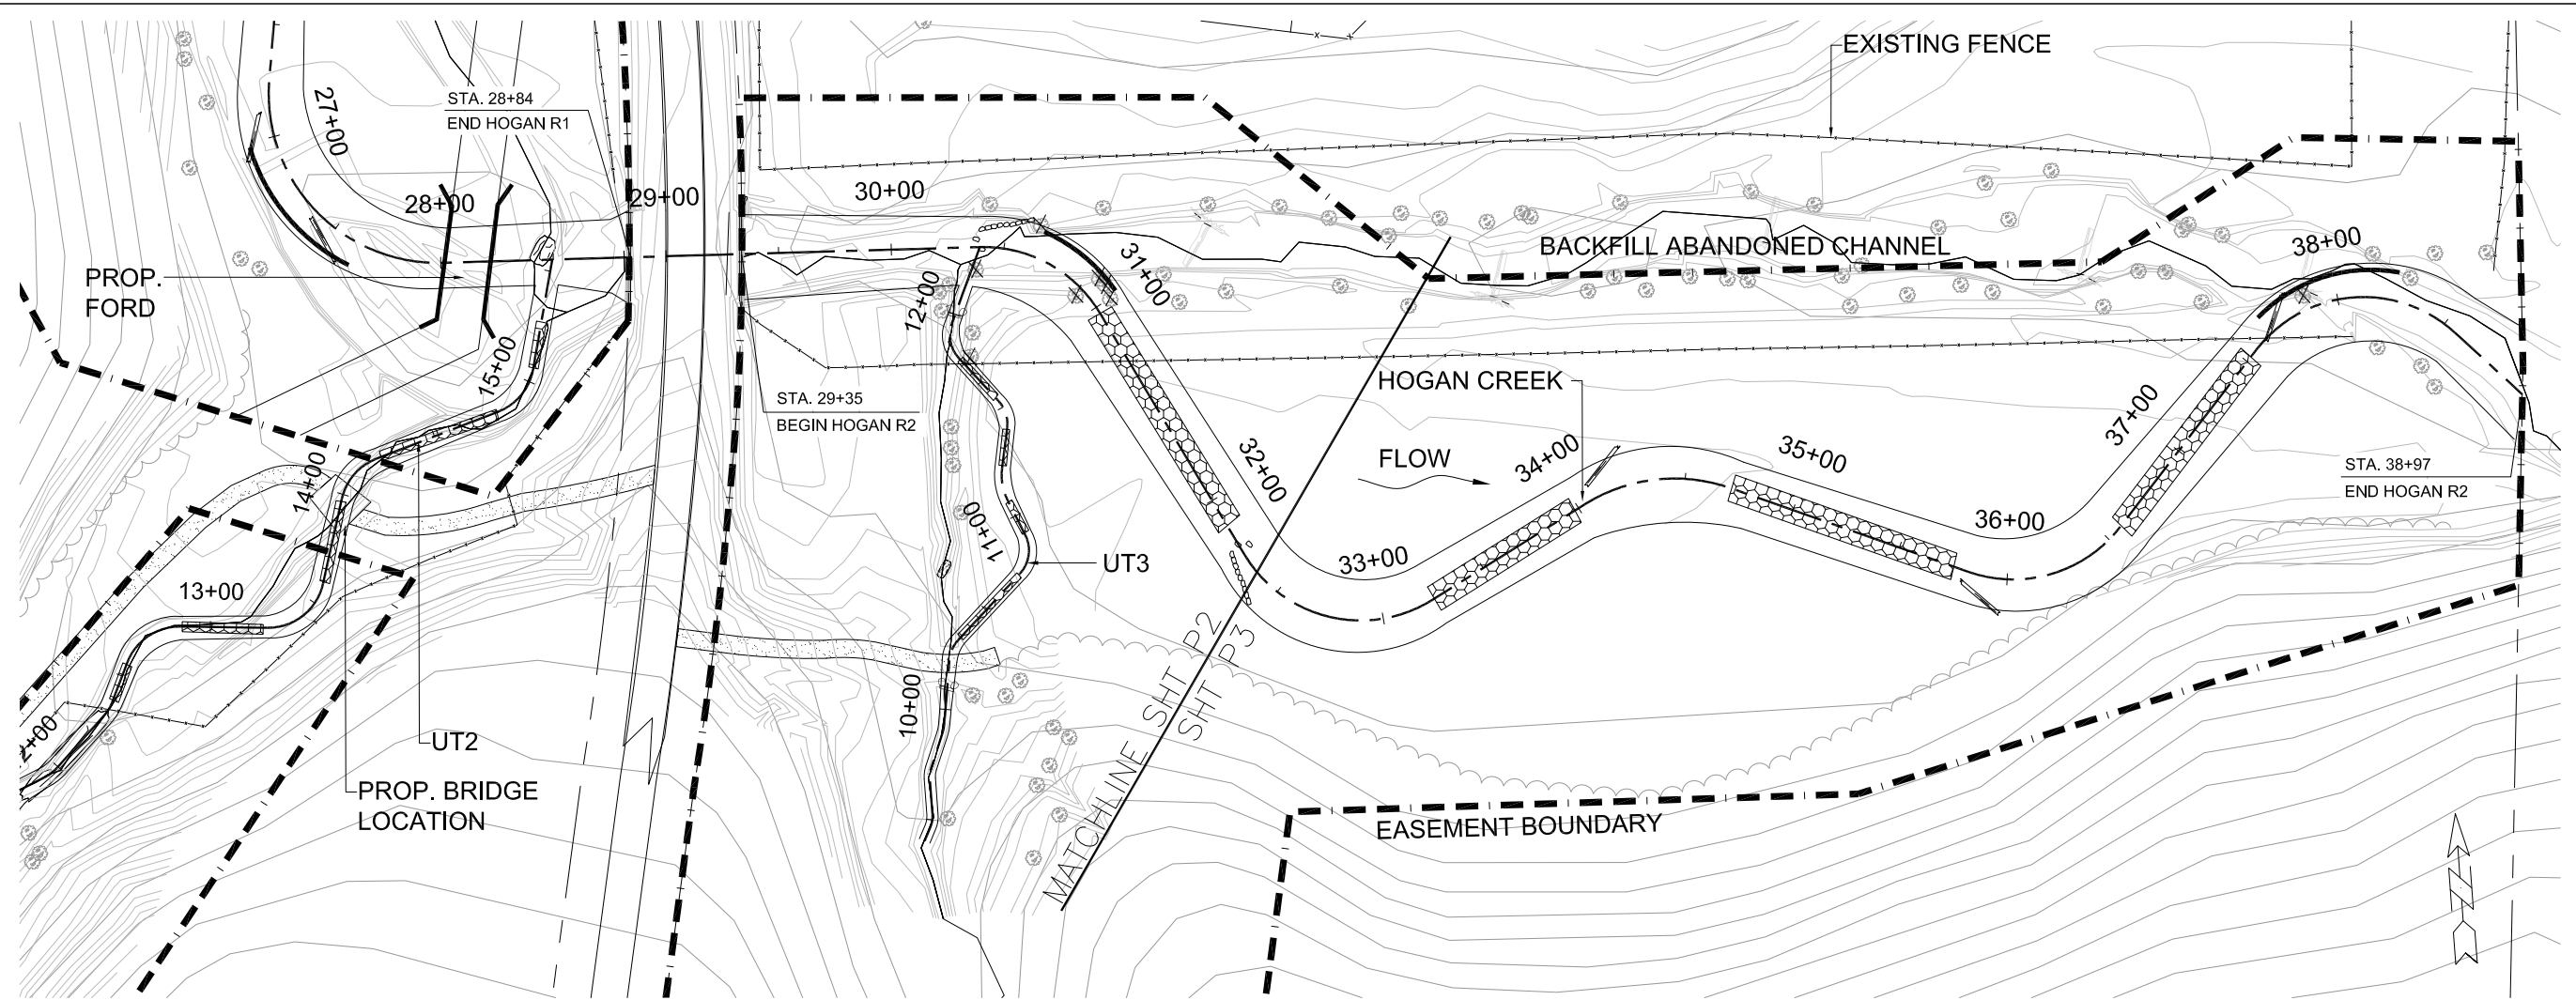 EXISTING FENCE
STA. 28+84
END HOGAN R1
27+00
28+00
29+00
30+00
31+00
BACKFILL ABANDONED CHANNEL
38+00
PROP.
FORD
12+00
15+00
STA. 29+35
BEGIN HOGAN R2
HOGAN CREEK
37+00
32+00
FLOW
34+00
35+00
STA. 38+97
END HOGAN R2
14+00
11+00
36+00
33+00
UT3
13+00
10+00
MATCHLINE SHT P2
SHT P3
2+00
UT2
PROP. BRIDGE
LOCATION
EASEMENT BOUNDARY
N